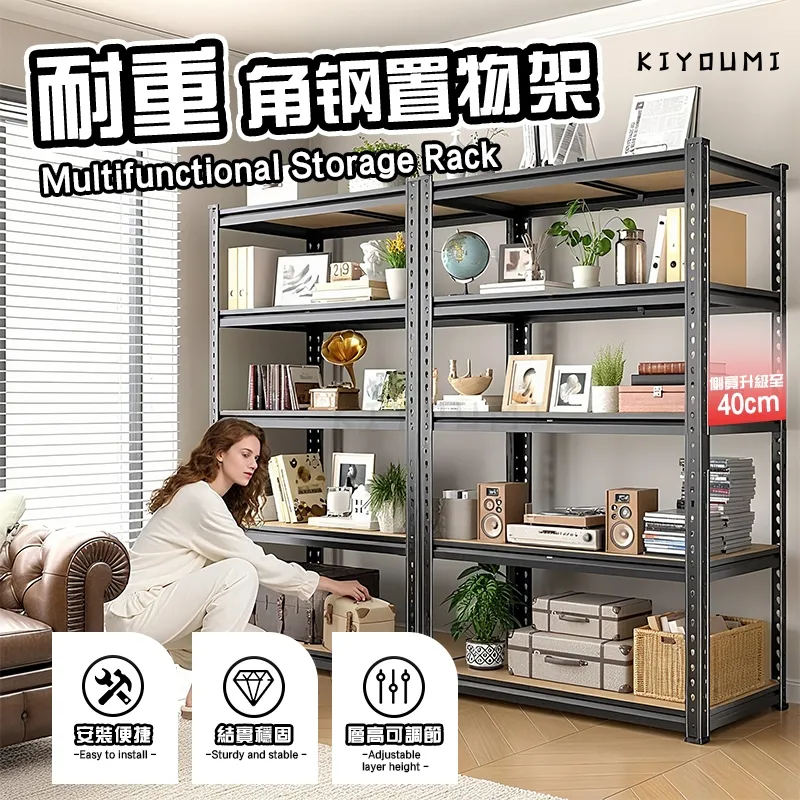 耐重 角钢置物架
KIYOUMI
Multifunctional Storage Rack
29
側寬升級至
40cm
安裝便捷
-Easy to install-
結實穩固
-Sturdy and stable-
層高可調節
-Adjustable
layer height-